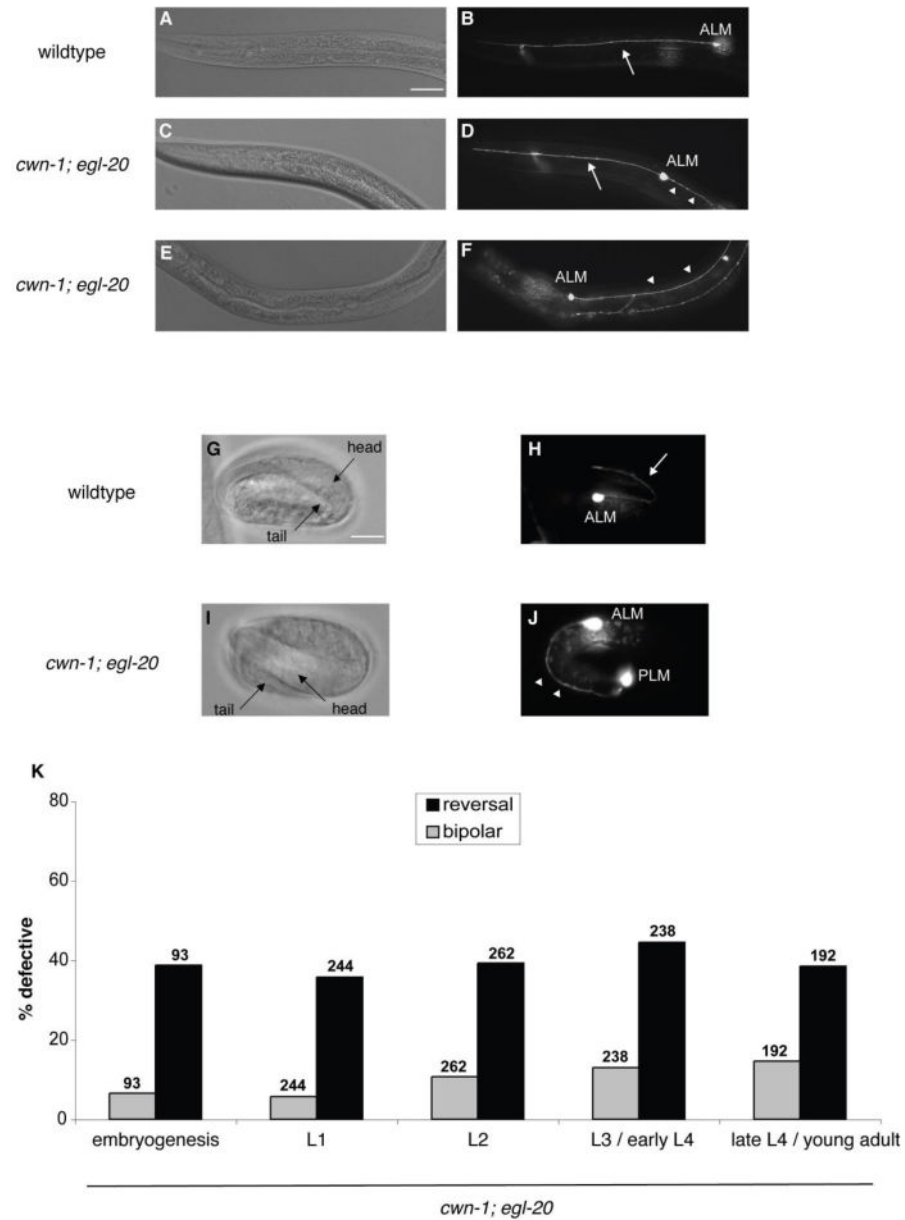 A
B
ALM
wildtype
C
D
ALM
cwn-1; egl-20
E
F
ALM
cwn-1; egl-20
G
head
tail
H
ALM
wildtype
I
tail
head
J
ALM
PLM
cwn-1; egl-20
K
reversal
bipolar
% defective
80
60
40
20
0
93
93
244
244
262
262
238
238
192
192
embryogenesis
L1
L2
L3 / early L4
late L4 / young adult
cwn-1; egl-20